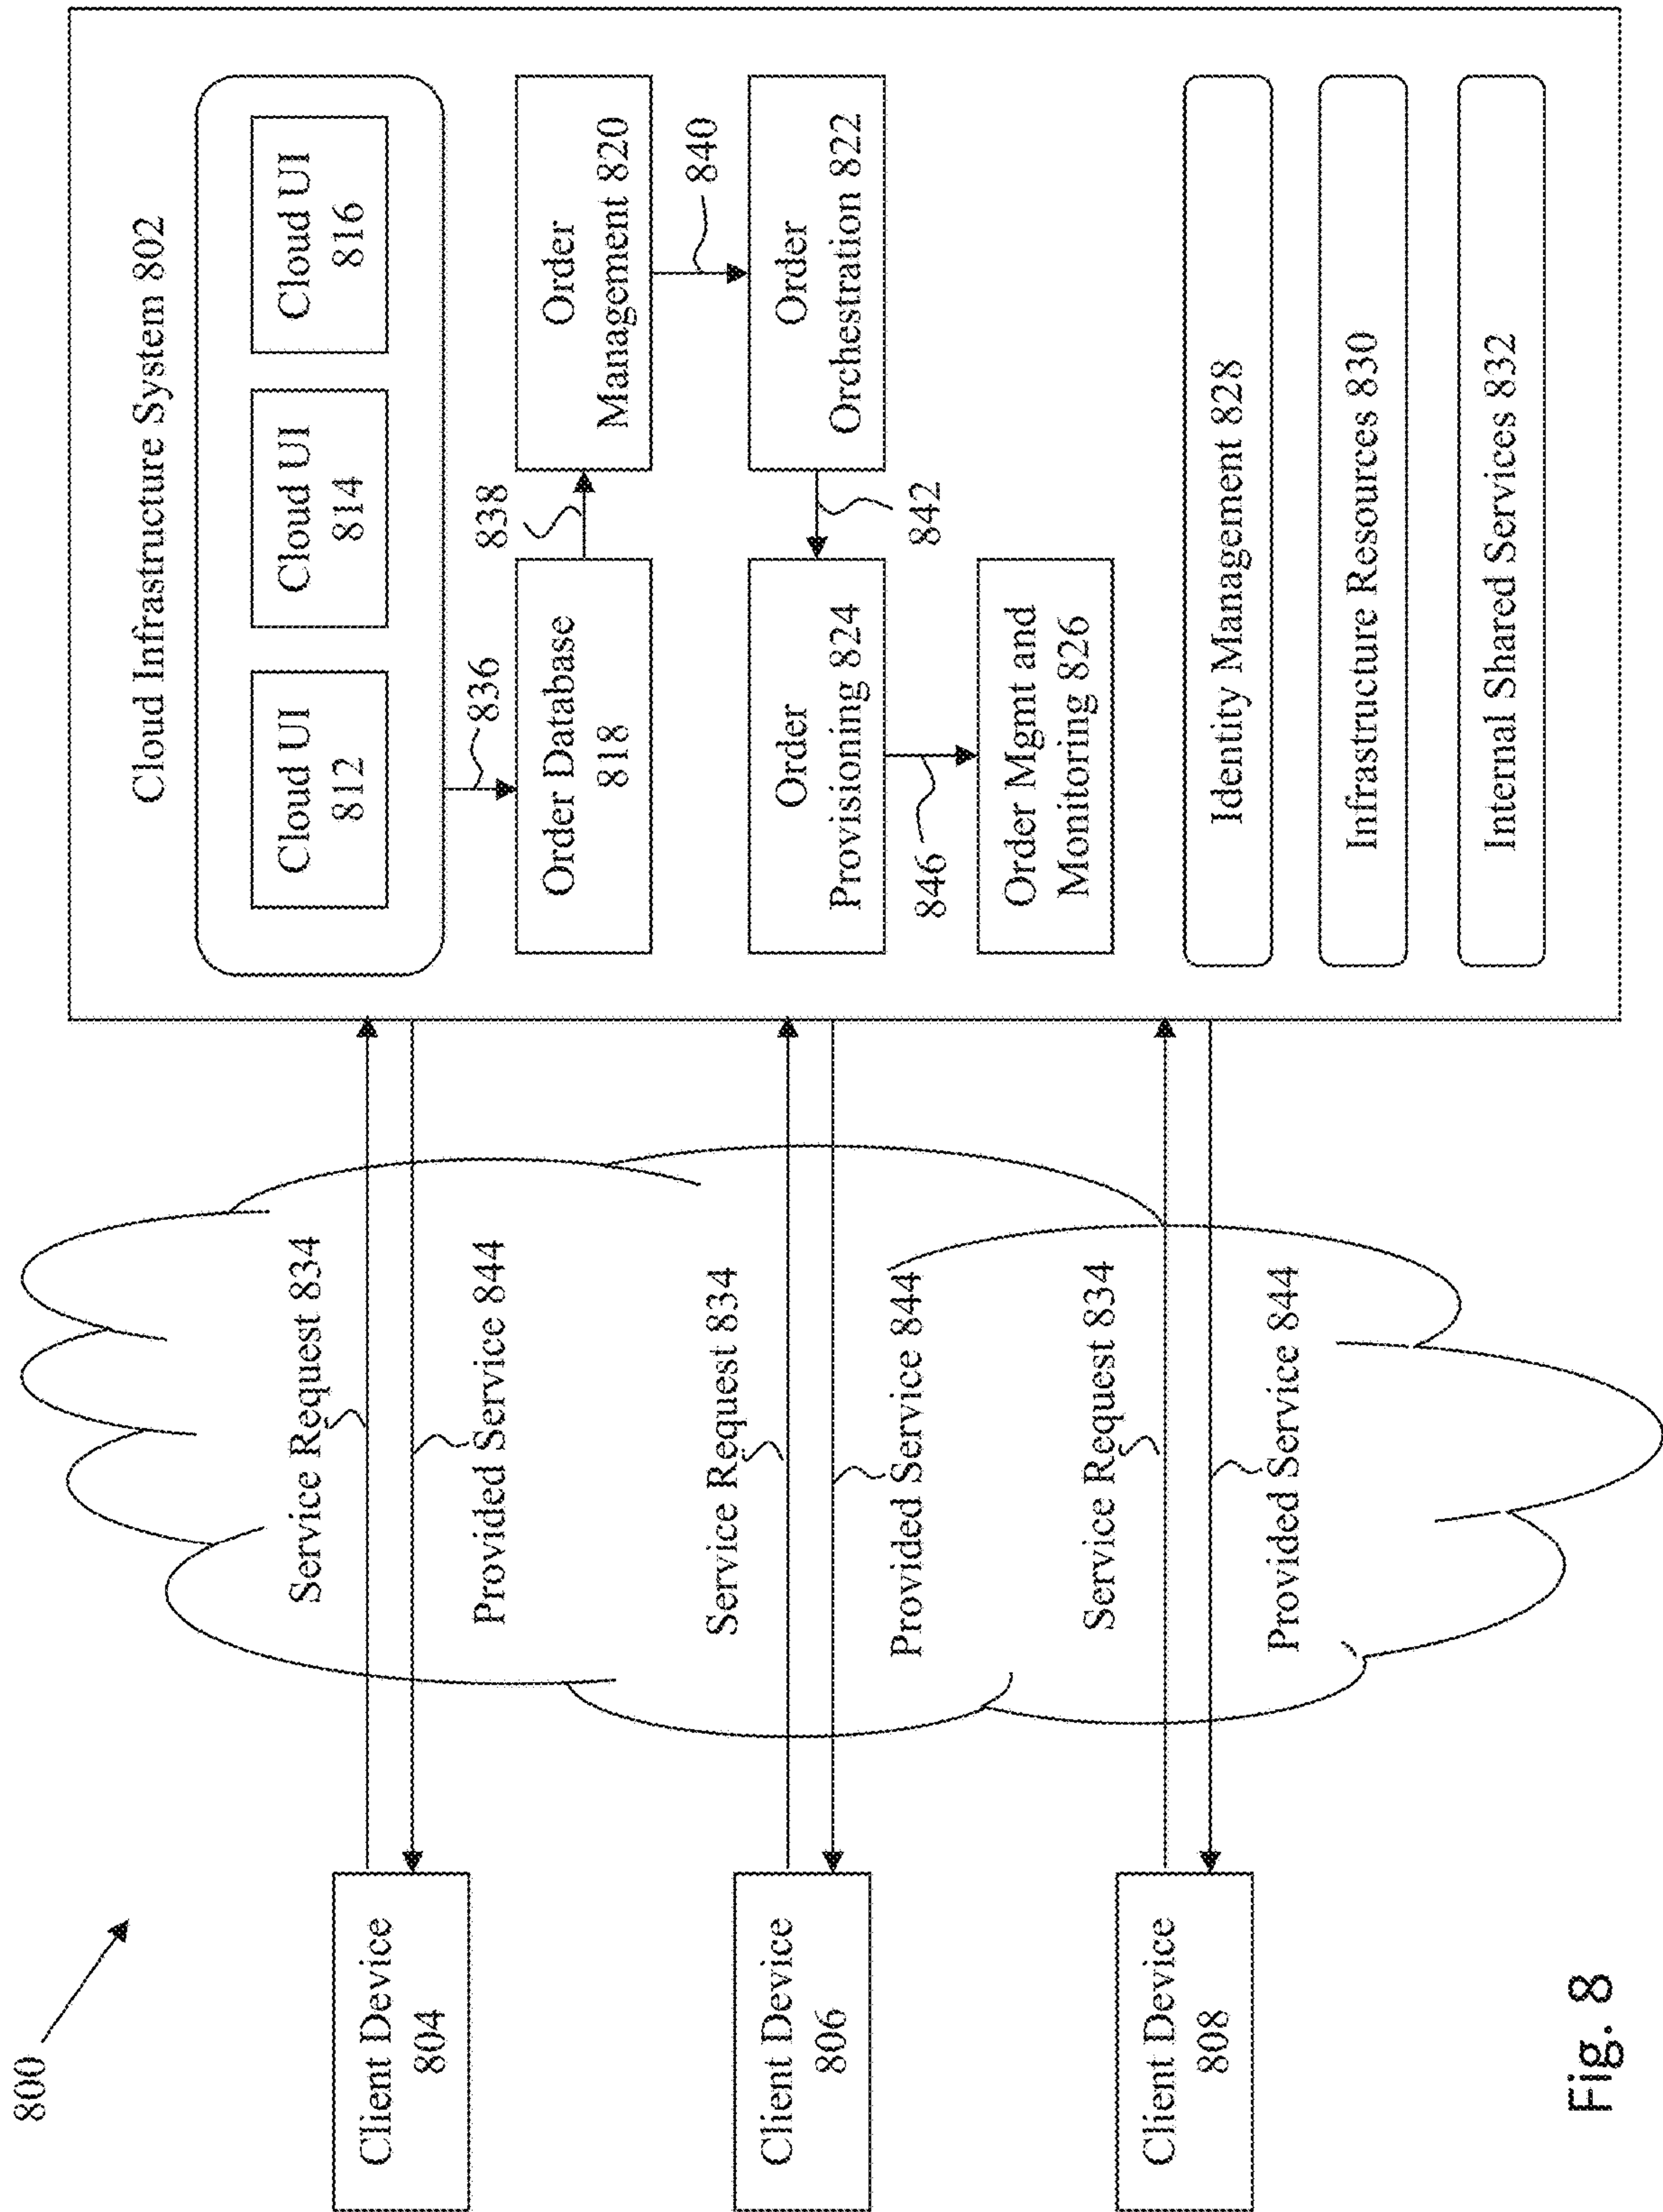 800
Client Device
804
Client Device
806
Client Device
808
Service Request 834
Provided Service 844
Service Request 834
Provided Service 844
Service Request 834
Provided Service 844
Cloud Infrastructure System 802
Cloud UI
812
Cloud UI
814
Cloud UI
816
836
Order Database
818
838
Order
Management 820
840
Order
Provisioning 824
842
Order
Orchestration 822
846
Order Mgmt and
Monitoring 826
Identity Management 828
Infrastructure Resources 830
Internal Shared Services 832
Fig. 8